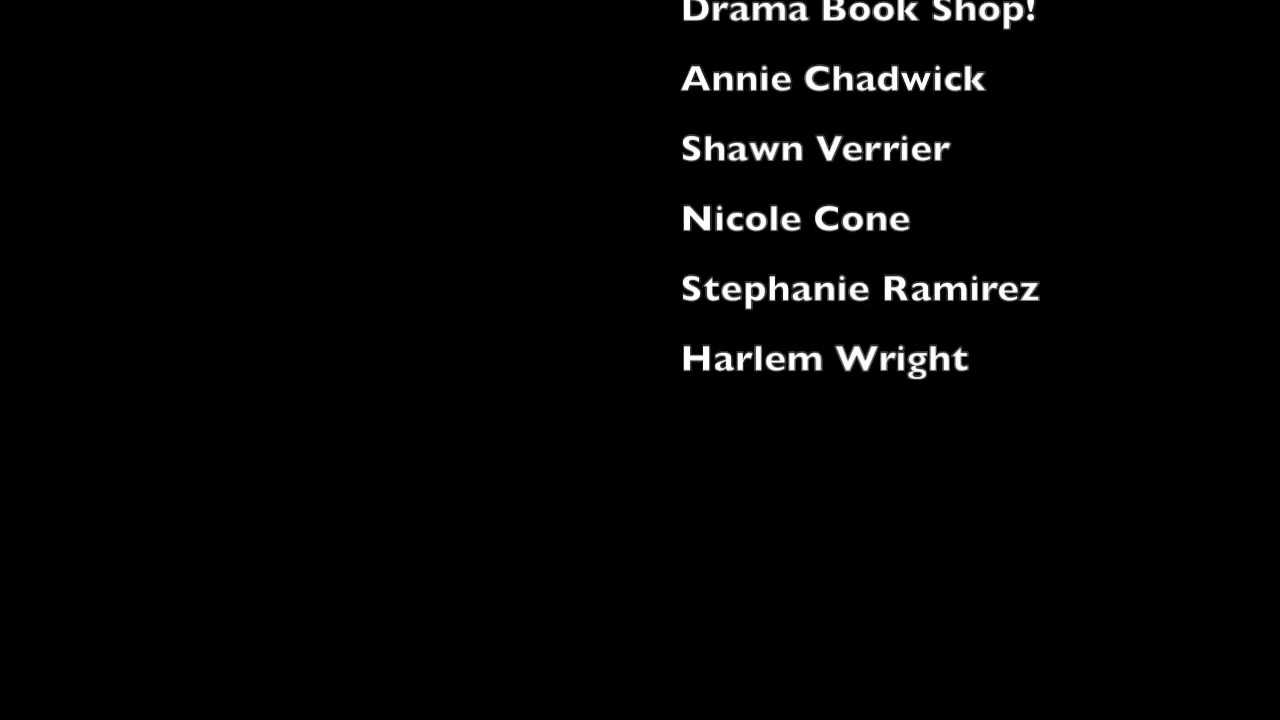 Drama Book Shop!
Annie Chadwick
Shawn Verrier
Nicole Cone
Stephanie Ramirez
Harlem Wright